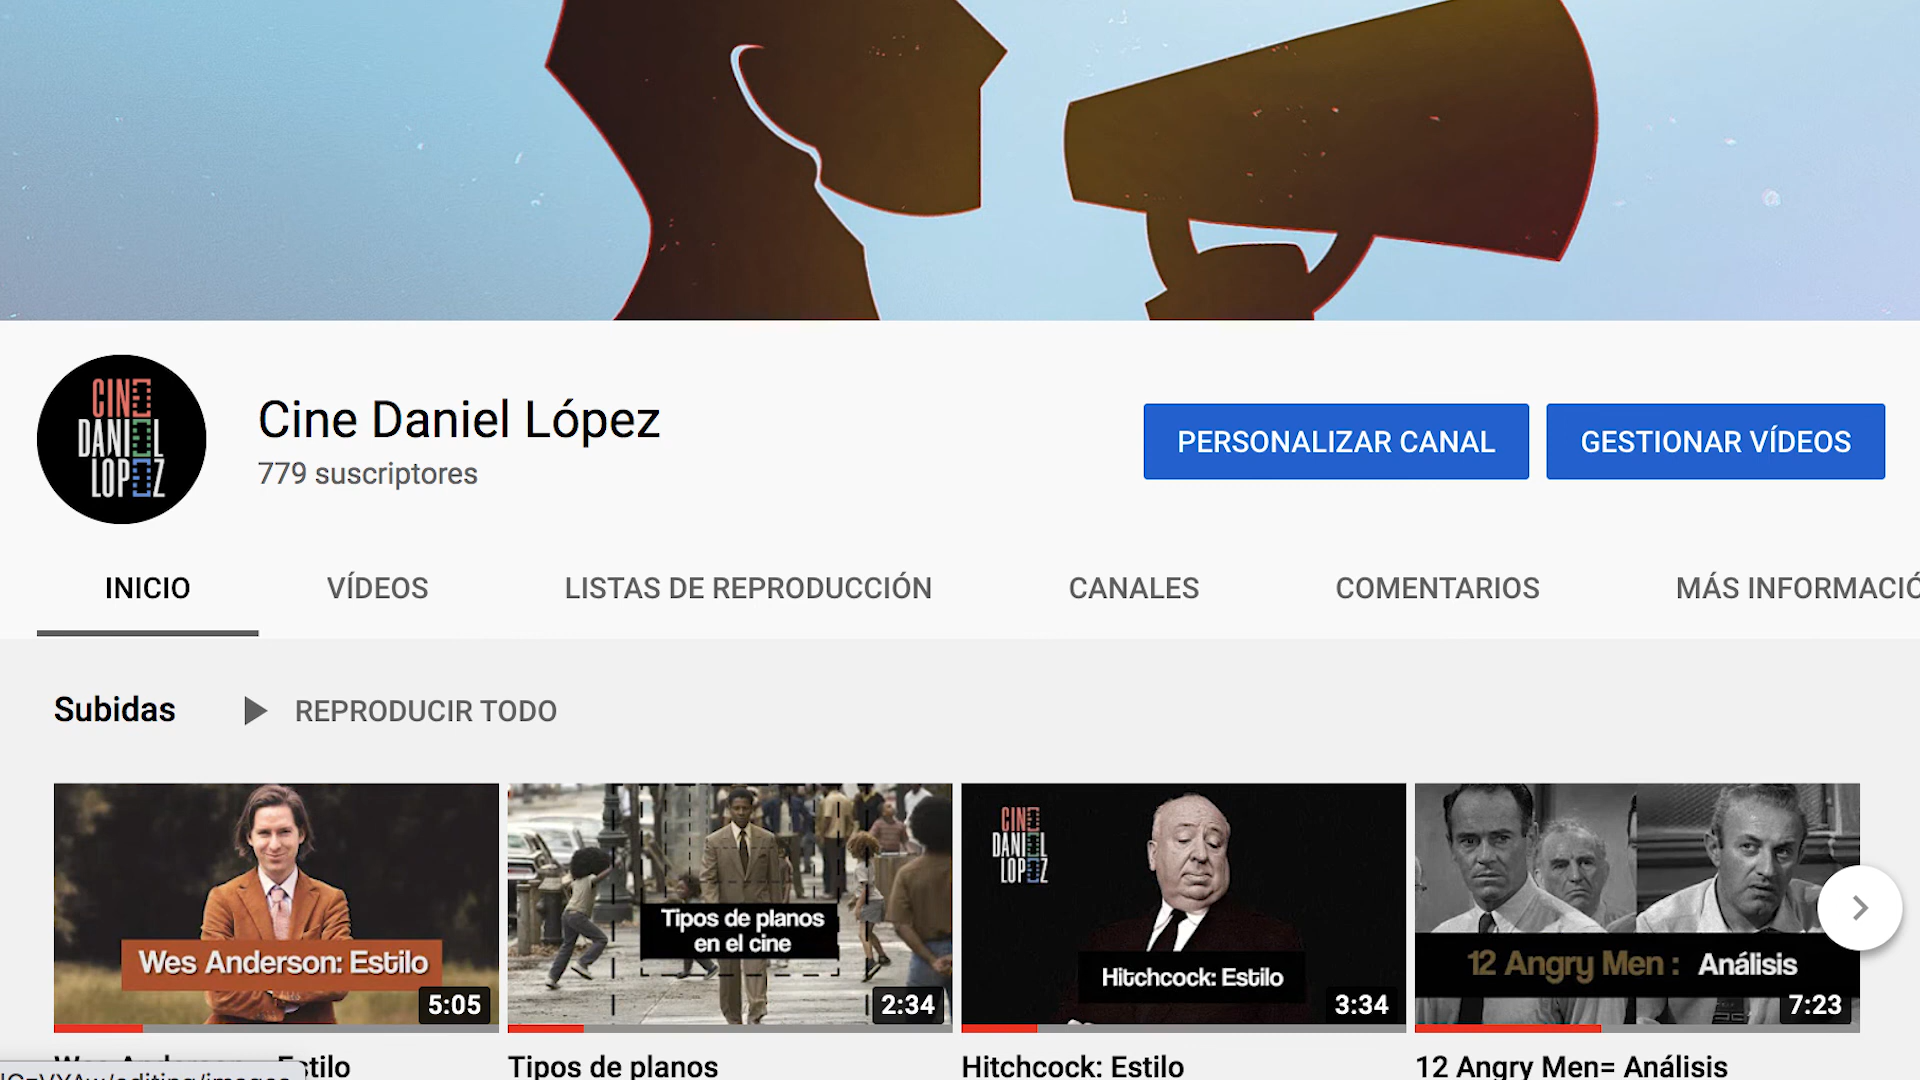 CINE
DANIEL
LOPEZ
Cine Daniel López
779 suscriptores
PERSONALIZAR CANAL
GESTIONAR VÍDEOS
INICIO
VÍDEOS
LISTAS DE REPRODUCCIÓN
CANALES
COMENTARIOS
MÁS INFORMACIÓ
Subidas
REPRODUCIR TODO
Wes Anderson: Estilo
5:05
Tipos de planos
en el cine
2:34
CINE
DANIEL
LOPEZ
Hitchcock: Estilo
3:34
12 Angry Men : Análisis
7:23
Tipos de planos
Hitchcock: Estilo
12 Angry Men= Análisis